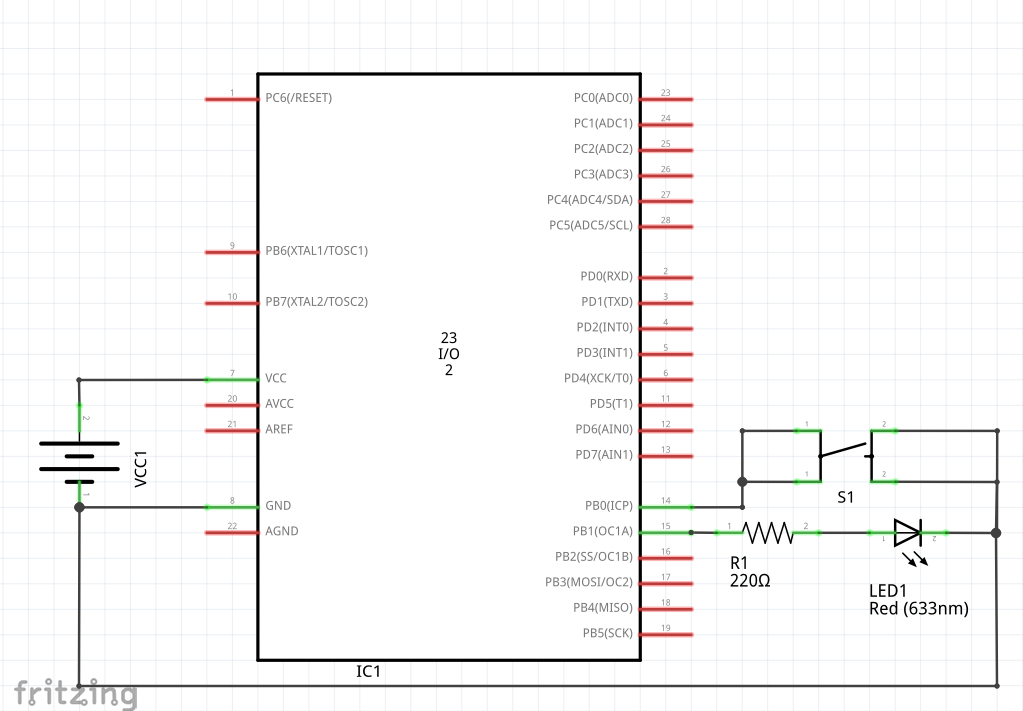 1 PC6(/RESET)
9 PB6(XTAL1/TOSC1)
10 PB7(XTAL2/TOSC2)
7 VCC
20 AVCC
21 AREF
8 GND
22 AGND
23
I/O
2
PC0(ADC0) 23
PC1(ADC1) 24
PC2(ADC2) 25
PC3(ADC3) 26
PC4(ADC4/SDA) 27
PC5(ADC5/SCL) 28
PD0(RXD) 2
PD1(TXD) 3
PD2(INT0) 4
PD3(INT1) 5
PD4(XCK/T0) 6
PD5(T1) 11
PD6(AIN0) 12
PD7(AIN1) 13
PB0(ICP) 14
PB1(OC1A) 15
PB2(SS/OC1B) 16
PB3(MOSI/OC2) 17
PB4(MISO) 18
PB5(SCK) 19
IC1
2
VCC1
1
1 2
1 2
S1
1 2
R1
220Ω
1 2
LED1
Red (633nm)
fritzing